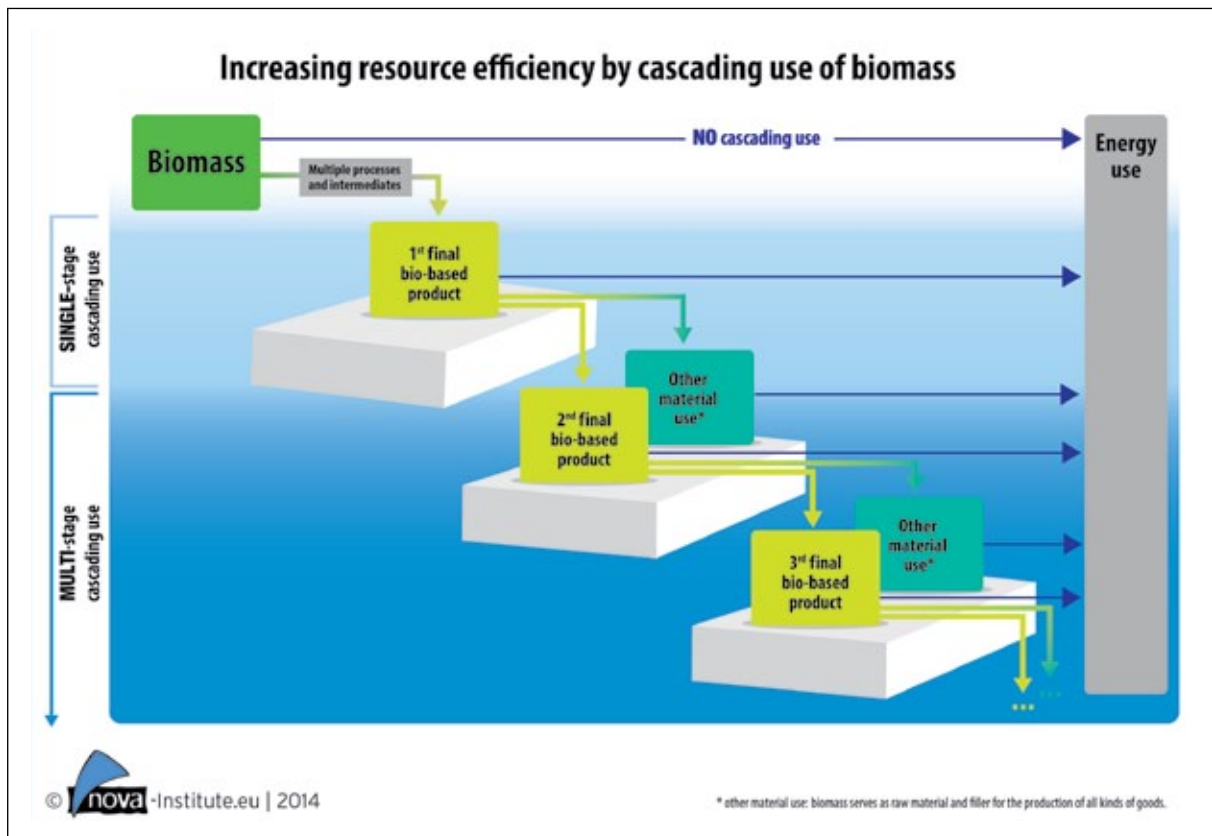 Increasing resource efficiency by cascading use of biomass
Biomass
NO cascading use
Energy
use
Multiple processes
and intermediates
SINGLE-stage
cascading use
1st final
bio-based
product
Other
material
use*
2nd final
bio-based
product
MULTI-stage
cascading use
Other
material
use*
3rd final
bio-based
product
...
...
© nova-Institute.eu | 2014
* other material use: biomass serves as raw material and filler for the production of all kinds of goods.